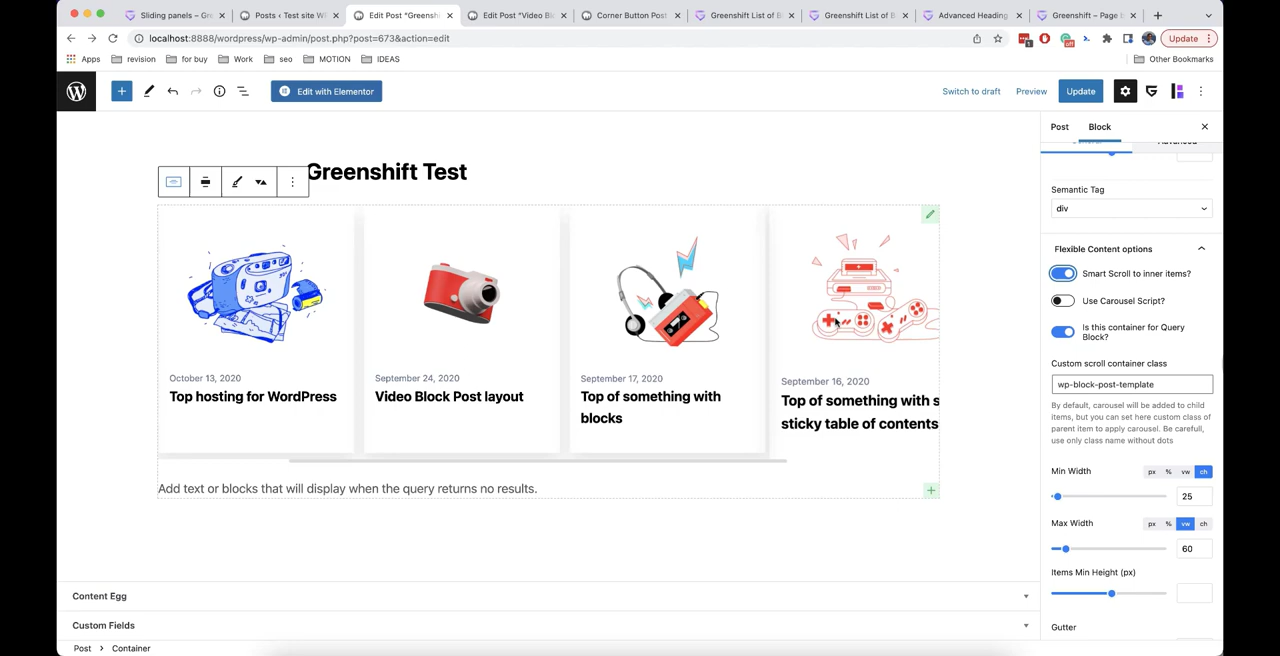 Sliding panels – Gre
Posts ‹ Test site WP
Edit Post "Greenshif
Edit Post "Video Blo
Corner Button Post
Greenshift List of B
Greenshift List of B
Advanced Heading
Greenshift – Page B
localhost:8888/wordpress/wp-admin/post.php?post=673&action=edit
Update
Apps
revision
for buy
Work
seo
MOTION
IDEAS
Other Bookmarks
Edit with Elementor
Switch to draft
Preview
Update
Post
Block
Greenshift Test
Semantic Tag
div
Flexible Content options
Smart Scroll to inner items?
Use Carousel Script?
Is this container for Query
Block?
Custom scroll container class
wp-block-post-template
By default, carousel will be added to child
items, but you can set here custom class of
parent item to apply carousel. Be carefull,
use only class name without dots
Min Width
px % vw ch
25
Max Width
px % vw ch
60
Items Min Height (px)
Gutter
October 13, 2020
Top hosting for WordPress
September 24, 2020
Video Block Post layout
September 17, 2020
Top of something with
blocks
September 16, 2020
Top of something with s
sticky table of contents
Add text or blocks that will display when the query returns no results.
Content Egg
Custom Fields
Post
Container